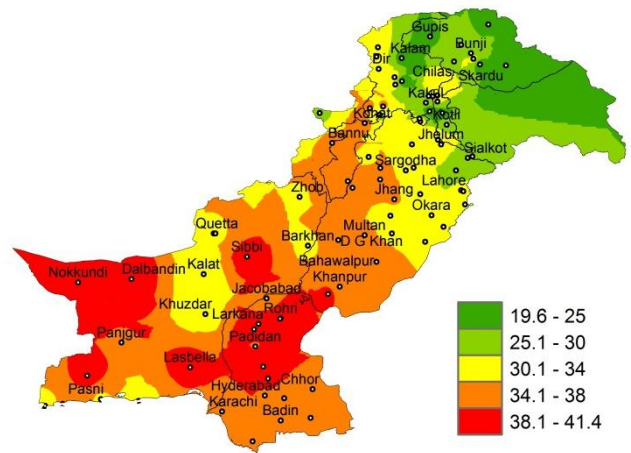 Gupis
Kalam
Bunji
Dir
Chilas
Skardu
Kakul
Kohat
Kotli
Bannu
Jhelum
Sialkot
Sargodha
Lahore
Zhob
Jhang
Okara
Quetta
Multan
Barkhan
D G Khan
Sibbi
Bahawalpur
Nokkundi
Dalbandin
Kalat
Khanpur
Jacobabad
Khuzdar
Larkana
Rohri
Panjgur
Padidan
Lasbella
Pasni
Hyderabad
Chhor
Karachi
Badin
19.6 - 25
25.1 - 30
30.1 - 34
34.1 - 38
38.1 - 41.4